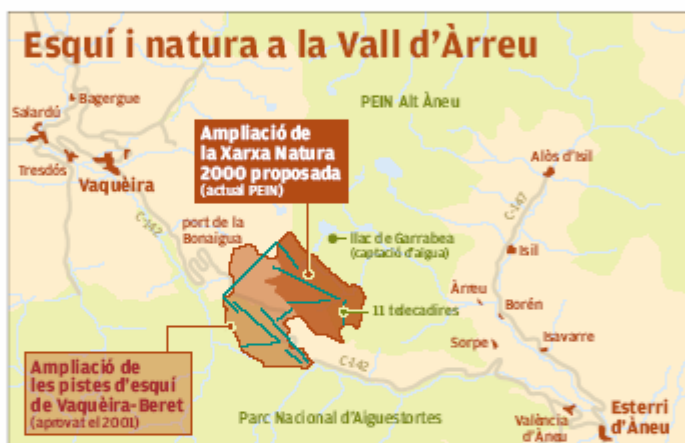 Esquí i natura a la Vall d'Àrreu
PEIN Alt Àneu
Bagergue
Salardú
Tresdós
Vaquèira
C-142
port de la
Bonaigua
Ampliació de
la Xarxa Natura
2000 proposada
(actual PEIN)
llac de Garrabea
(captació d'aigua)
11 telecadires
Alòs d'Isil
C-147
Isil
Àrreu
Borén
Sorpe
Isavarre
C-142
Ampliació de
les pistes d'esquí
de Vaquèira-Beret
(aprovat el 2001)
Parc Nacional d'Aiguestortes
València
d'Àneu
Esterri
d'Àneu